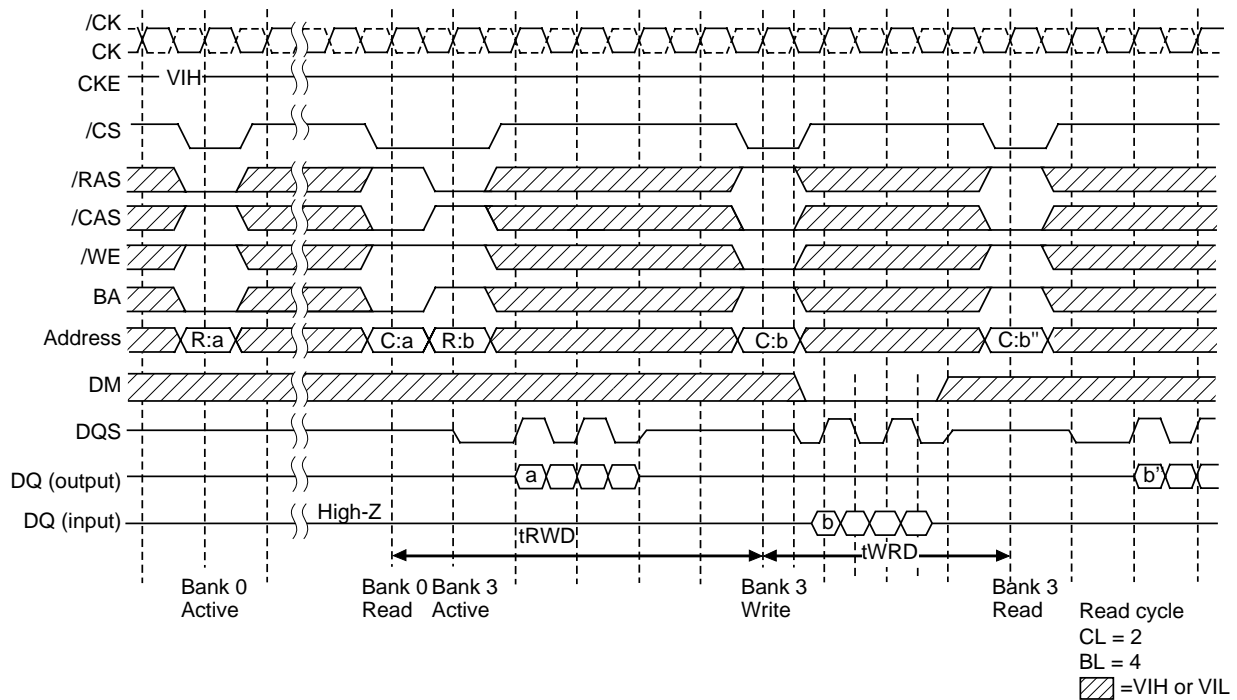 /CK
CK
CKE VIH
/CS
/RAS
/CAS
/WE
BA
Address R:a C:a R:b C:b C:b"
DM
DQS
DQ (output) a b'
DQ (input) High-Z b
tRWD tWRD
Bank 0 Active
Bank 0 Read
Bank 3 Active
Bank 3 Write
Bank 3 Read
Read cycle
CL = 2
BL = 4
=VIH or VIL